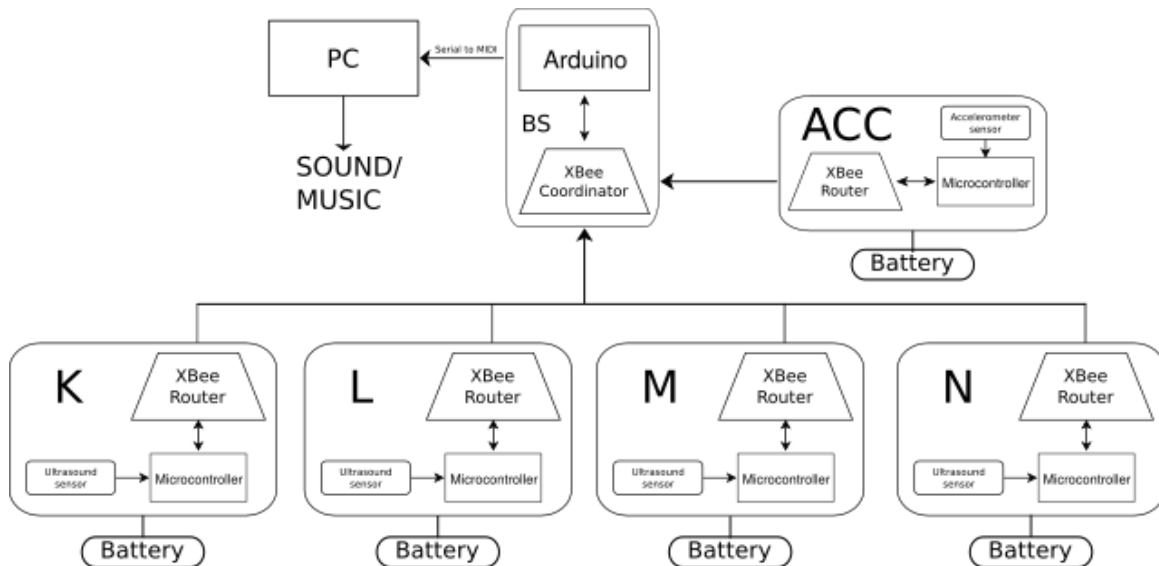 PC
Serial to MIDI
Arduino
BS
XBee
Coordinator
SOUND/
MUSIC
ACC
Accelerometer
sensor
XBee
Router
Microcontroller
Battery
K
XBee
Router
Ultrasound
sensor
Microcontroller
Battery
L
XBee
Router
Ultrasound
sensor
Microcontroller
Battery
M
XBee
Router
Ultrasound
sensor
Microcontroller
Battery
N
XBee
Router
Ultrasound
sensor
Microcontroller
Battery